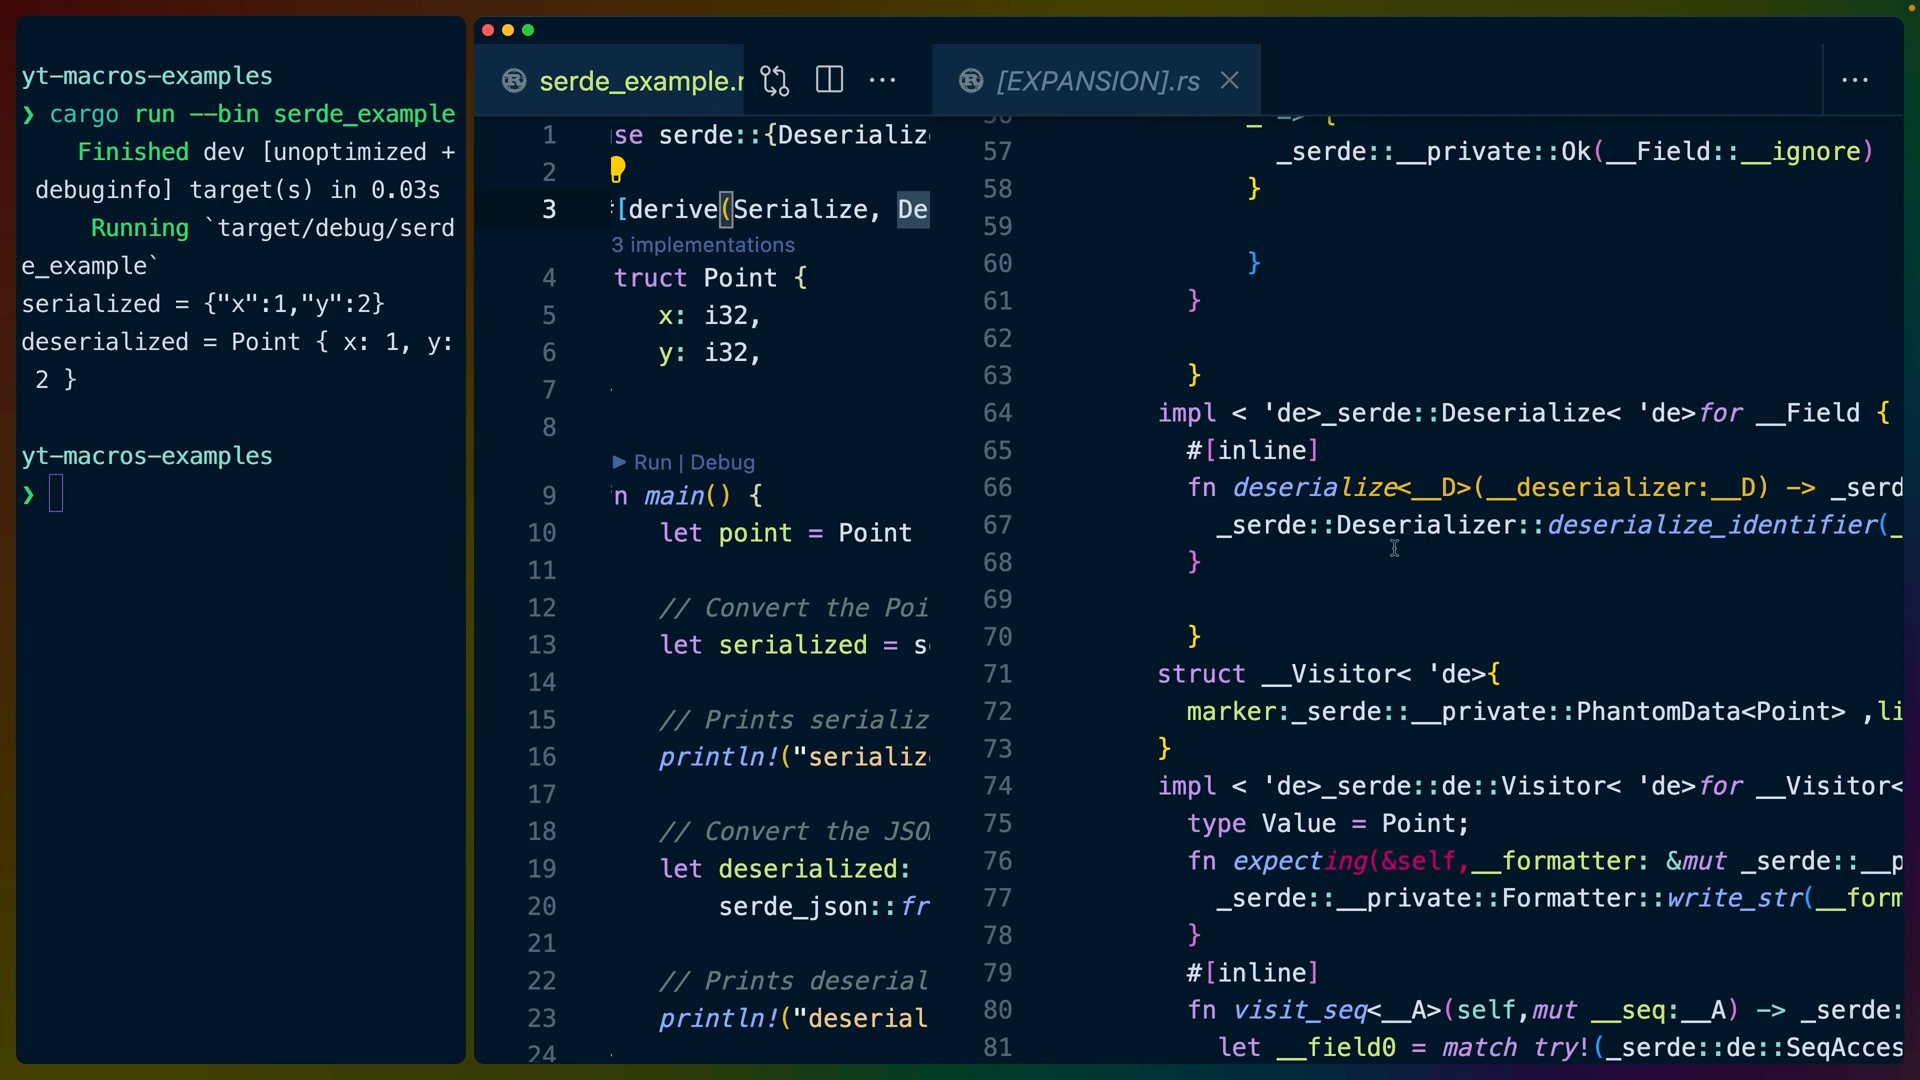 yt-macros-examples
❯ cargo run --bin serde_example
Finished dev [unoptimized +
debuginfo] target(s) in 0.03s
Running `target/debug/serd
e_example`
serialized = {"x":1,"y":2}
deserialized = Point { x: 1, y:
2 }
yt-macros-examples
❯
serde_example.r
1 se serde::{Deserialize
2
3 [derive(Serialize, De
3 implementations
4 truct Point {
5 x: i32,
6 y: i32,
7
8
Run | Debug
9 n main() {
10 let point = Point
11
12 // Convert the Poi
13 let serialized = s
14
15 // Prints serializ
16 println!("serialize
17
18 // Convert the JSO
19 let deserialized:
20 serde_json::fr
21
22 // Prints deserial
23 println!("deserial
24
[EXPANSION].rs
56 _ => {
57 _serde::__private::Ok(__Field::__ignore)
58 }
59
60 }
61 }
62
63 }
64 impl < 'de>_serde::Deserialize< 'de>for __Field {
65 #[inline]
66 fn deserialize<__D>(__deserializer:__D) -> _serd
67 _serde::Deserializer::deserialize_identifier(_
68 }
69
70 }
71 struct __Visitor< 'de>{
72 marker:_serde::__private::PhantomData<Point> ,li
73 }
74 impl < 'de>_serde::de::Visitor< 'de>for __Visitor<
75 type Value = Point;
76 fn expecting(&self,__formatter: &mut _serde::__p
77 _serde::__private::Formatter::write_str(__form
78 }
79 #[inline]
80 fn visit_seq<__A>(self,mut __seq:__A) -> _serde:
81 let __field0 = match try!(_serde::de::SeqAcces